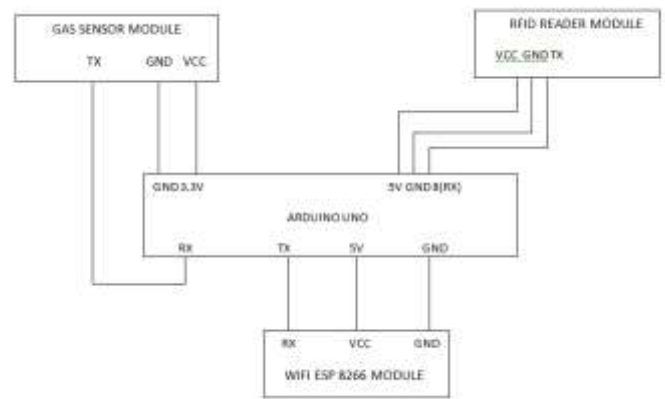 GAS SENSOR MODULE
TX GND VCC
RFID READER MODULE
VCC GND TX
GND 3.3V
5V GND 8(RX)
ARDUINO UNO
RX TX 5V GND
RX VCC GND
WIFI ESP 8266 MODULE